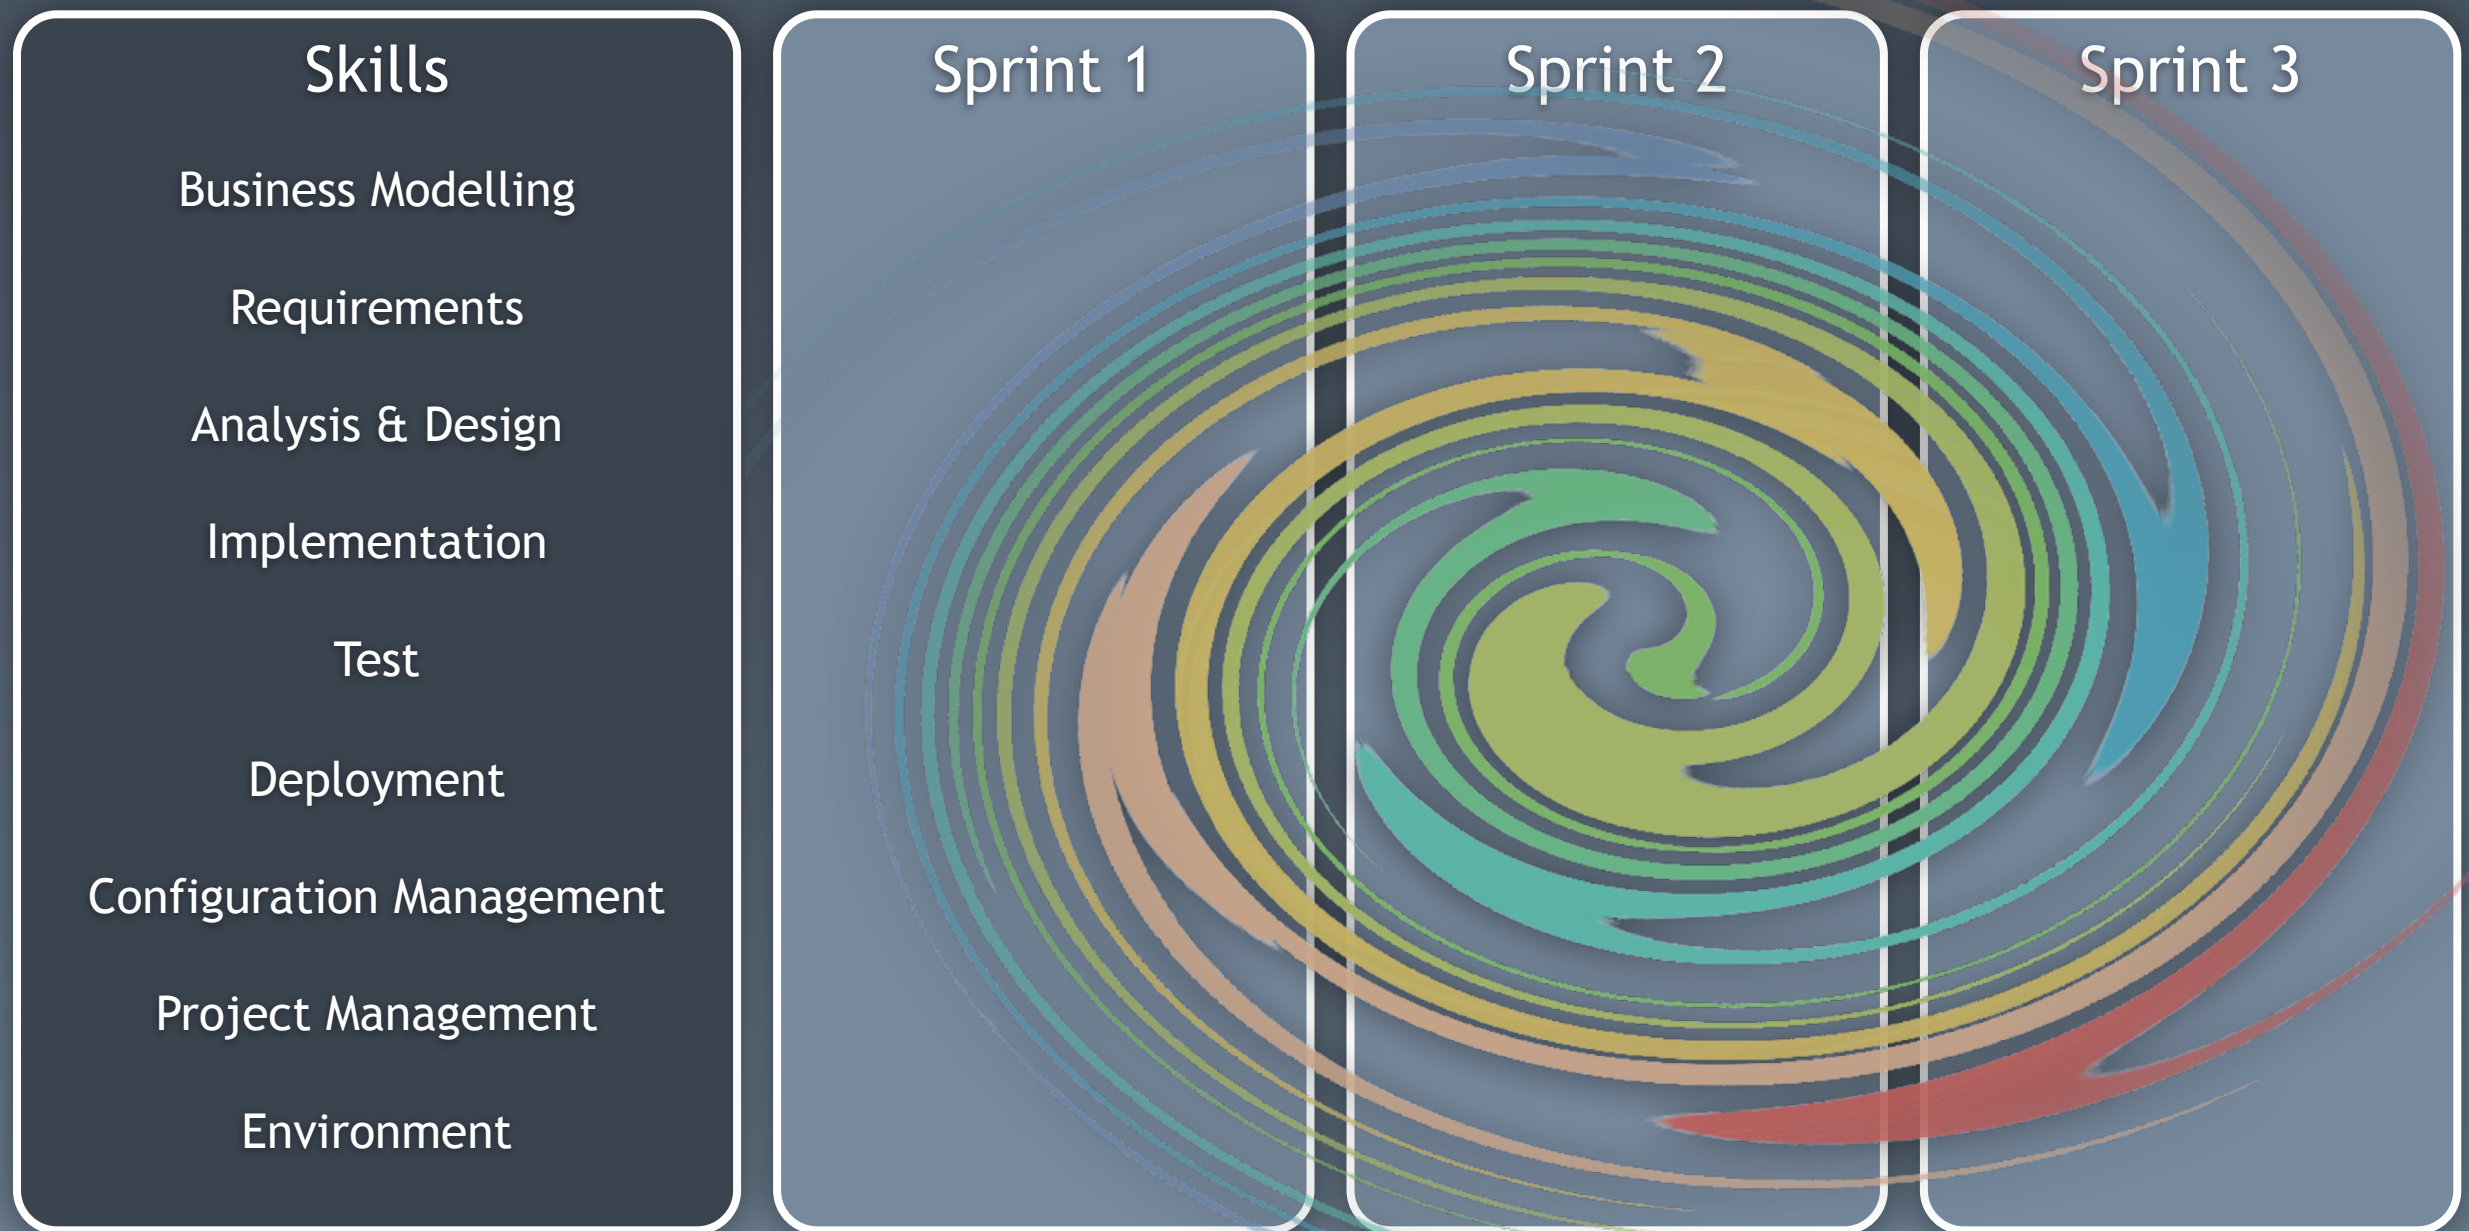 Skills
Business Modelling
Requirements
Analysis & Design
Implementation
Test
Deployment
Configuration Management
Project Management
Environment
Sprint 1
Sprint 2
Sprint 3